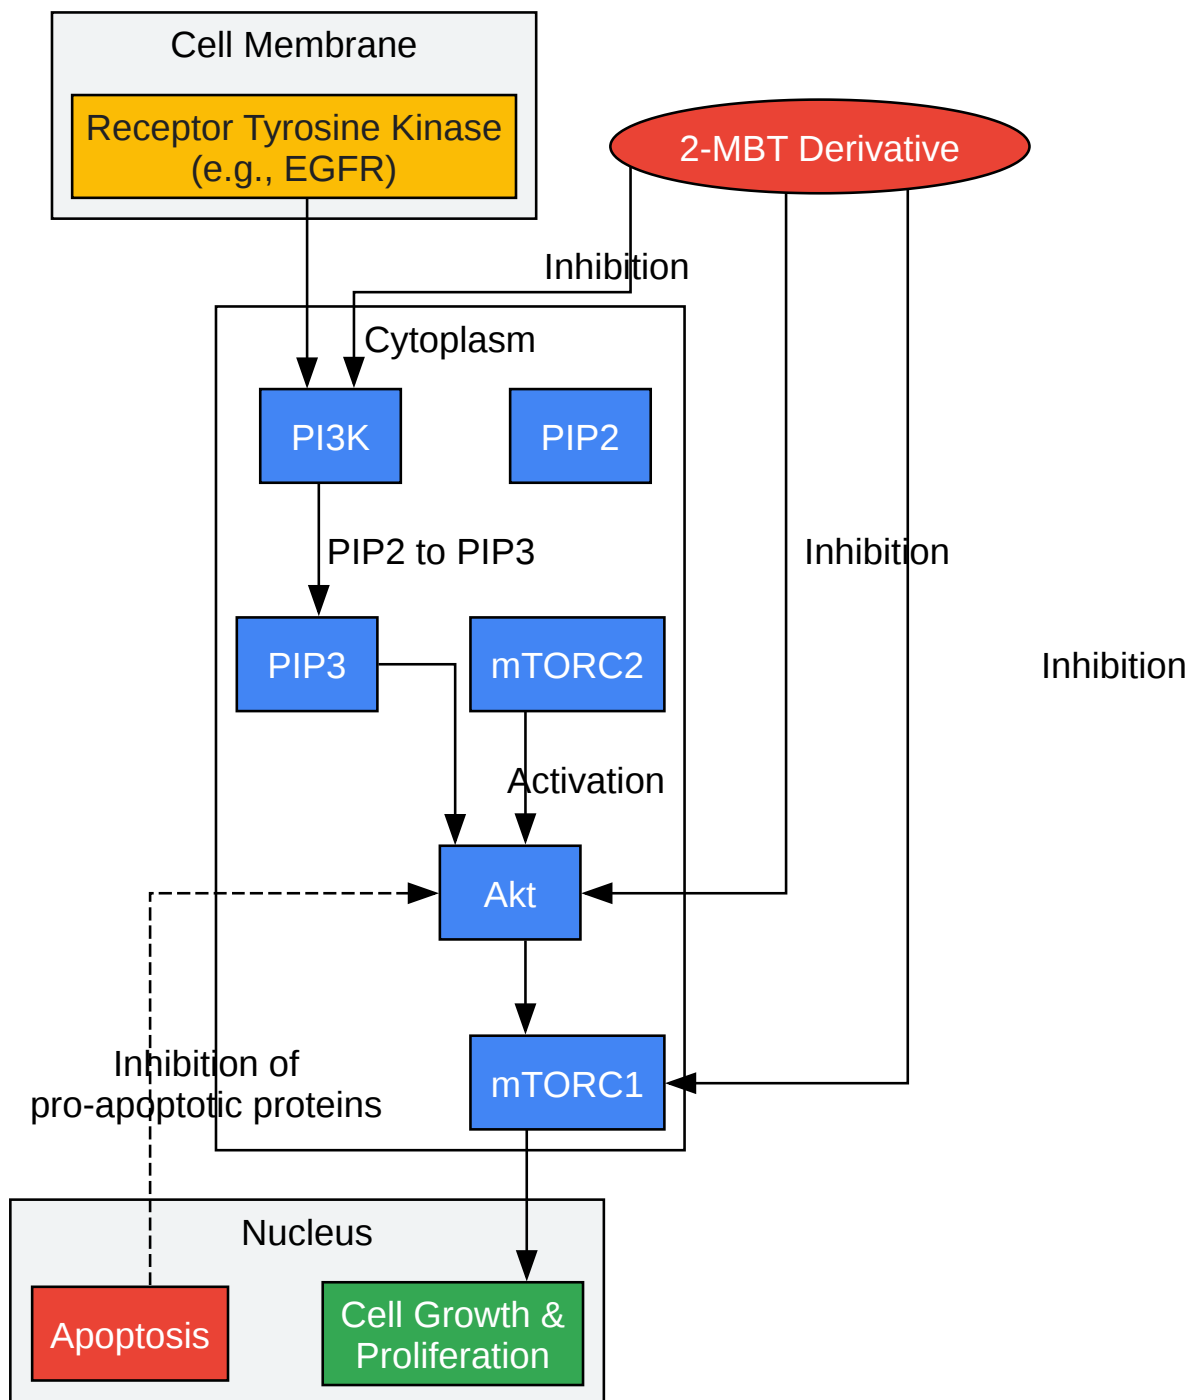 Cell Membrane
Receptor Tyrosine Kinase
(e.g., EGFR)
2-MBT Derivative
Inhibition
Cytoplasm
PI3K
PIP2
PIP2 to PIP3
Inhibition
PIP3
mTORC2
Inhibition
Activation
Akt
Inhibition of
pro-apoptotic proteins
mTORC1
Nucleus
Apoptosis
Cell Growth &
Proliferation